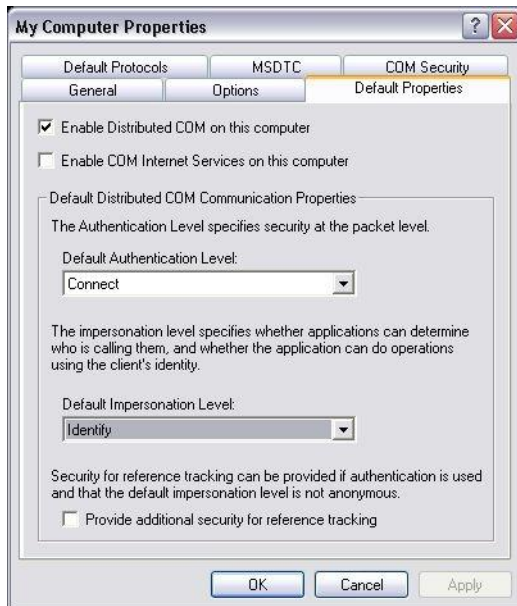 My Computer Properties
?
Default Protocols
MSDTC
COM Security
General
Options
Default Properties
Enable Distributed COM on this computer
Enable COM Internet Services on this computer
Default Distributed COM Communication Properties
The Authentication Level specifies security at the packet level.
Default Authentication Level:
Connect
The impersonation level specifies whether applications can determine
who is calling them, and whether the application can do operations
using the client's identity.
Default Impersonation Level:
Identify
Security for reference tracking can be provided if authentication is used
and that the default impersonation level is not anonymous.
Provide additional security for reference tracking
OK
Cancel
Apply